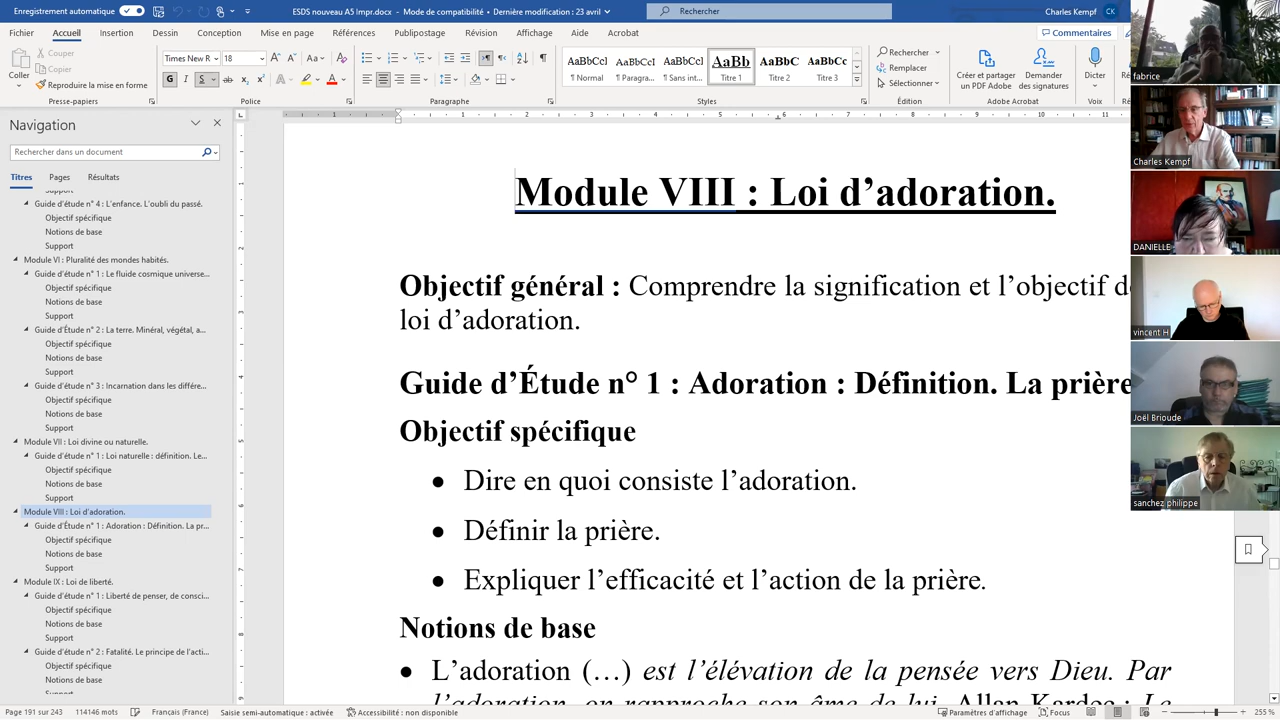 Enregistrement automatique
ESDS nouveau A5 Impr.docx - Mode de compatibilité • Dernière modification : 23 avril
Rechercher
Charles Kempf CK
Fichier Accueil Insertion Dessin Conception Mise en page Références Publipostage Révision Affichage Aide Acrobat
Commentaires
Coller
Couper
Copier
Reproduire la mise en forme
Presse-papiers
Times New R 18
G I S ab x₂ x²
Police
Paragraphe
AaBbCcI AaBbCcI AaBbCcI AaBb AaBbC AaBbCc
¶ Normal ¶ Paragra... ¶ Sans int... Titre 1 Titre 2 Titre 3
Styles
Rechercher
Remplacer
Sélectionner
Édition
Créer et partager un PDF Adobe
Demander des signatures
Adobe Acrobat
Dicter
Voix
Navigation
Rechercher dans un document
Titres Pages Résultats
Support
Guide d'étude n° 4 : L'enfance. L'oubli du passé.
Objectif spécifique
Notions de base
Support
Module VI : Pluralité des mondes habités.
Guide d'étude n° 1 : Le fluide cosmique universe...
Objectif spécifique
Notions de base
Support
Guide d'Étude n° 2 : La terre. Minéral, végétal, a...
Objectif spécifique
Notions de base
Support
Guide d'étude n° 3 : Incarnation dans les différe...
Objectif spécifique
Notions de base
Support
Module VII : Loi divine ou naturelle.
Guide d'étude n° 1 : Loi naturelle : définition. Le...
Objectif spécifique
Notions de base
Support
Module VIII : Loi d'adoration.
Guide d'Étude n° 1 : Adoration : Définition. La pr...
Objectif spécifique
Notions de base
Support
Module IX : Loi de liberté.
Guide d'étude n° 1 : Liberté de penser, de consci...
Objectif spécifique
Notions de base
Support
Guide d'étude n° 2 : Fatalité. Le principe de l'acti...
Objectif spécifique
Notions de base
Module VIII : Loi d’adoration.
Objectif général : Comprendre la signification et l’objectif d
loi d’adoration.
Guide d’Étude n° 1 : Adoration : Définition. La prière
Objectif spécifique
• Dire en quoi consiste l’adoration.
• Définir la prière.
• Expliquer l’efficacité et l’action de la prière.
Notions de base
• L’adoration (…) est l’élévation de la pensée vers Dieu. Par
l’adoration, on rapproche son âme de lui. Allan Kardec : Le
fabrice
Charles Kempf
DANIELLE
vincent H
Joël Brioude
sanchez philippe
Page 191 sur 243 114146 mots Français (France) Saisie semi-automatique : activée Accessibilité : non disponible Paramètres d'affichage Focus 255 %